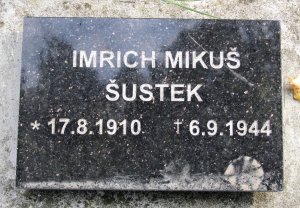 IMRICH MIKUŠ
ŠUSTEK
* 17.8.1910 † 6.9.1944